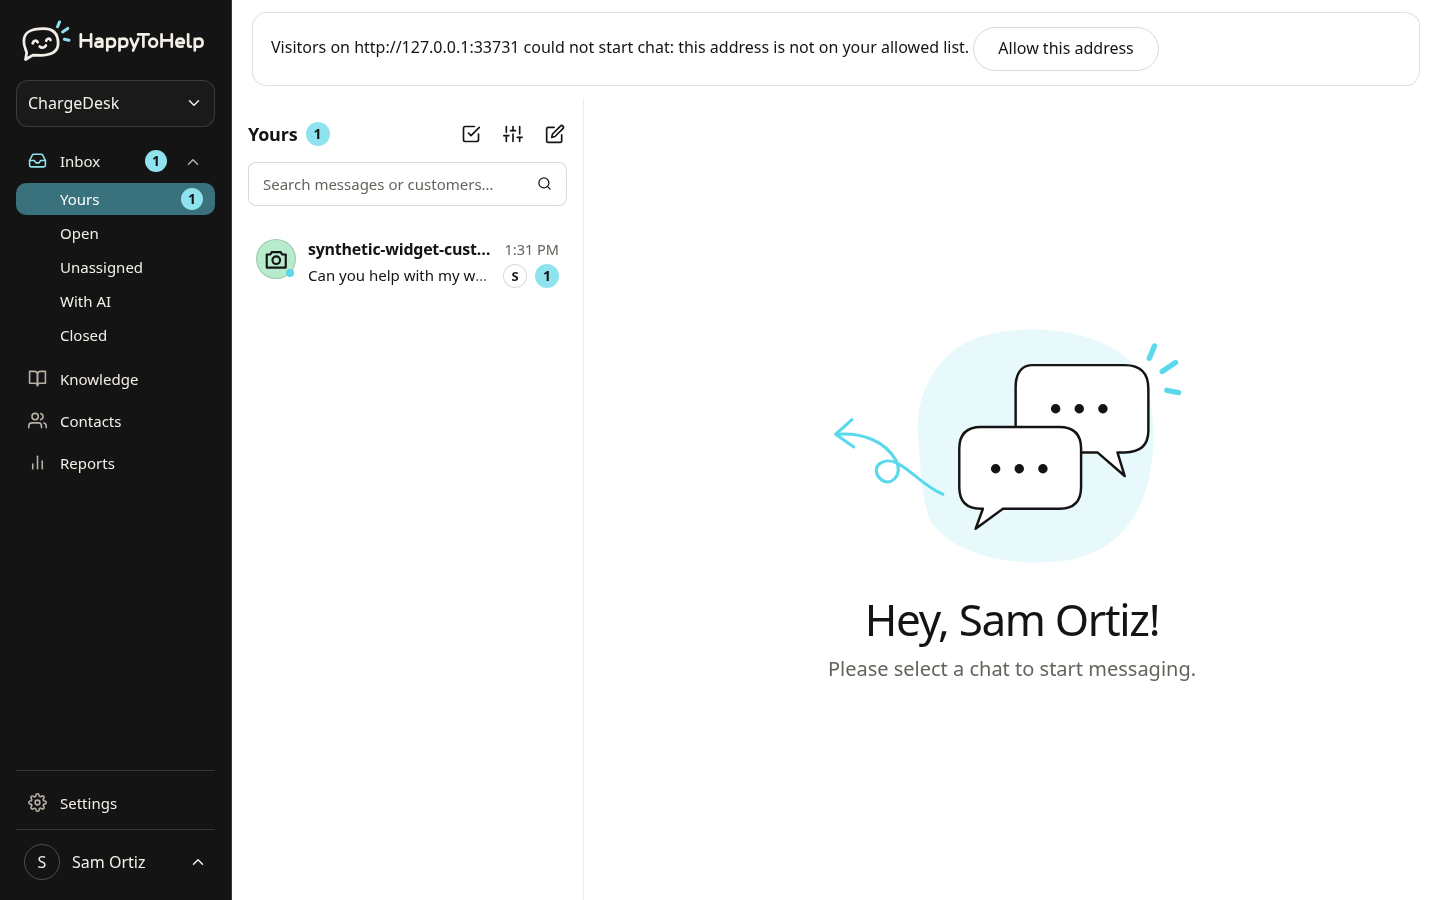 HappyToHelp
ChargeDesk
Inbox 1
Yours 1
Open
Unassigned
With AI
Closed
Knowledge
Contacts
Reports
Settings
S Sam Ortiz
Visitors on http://127.0.0.1:33731 could not start chat: this address is not on your allowed list. Allow this address
Yours 1
Search messages or customers...
synthetic-widget-cust... 1:31 PM
Can you help with my w... S 1
Hey, Sam Ortiz!
Please select a chat to start messaging.